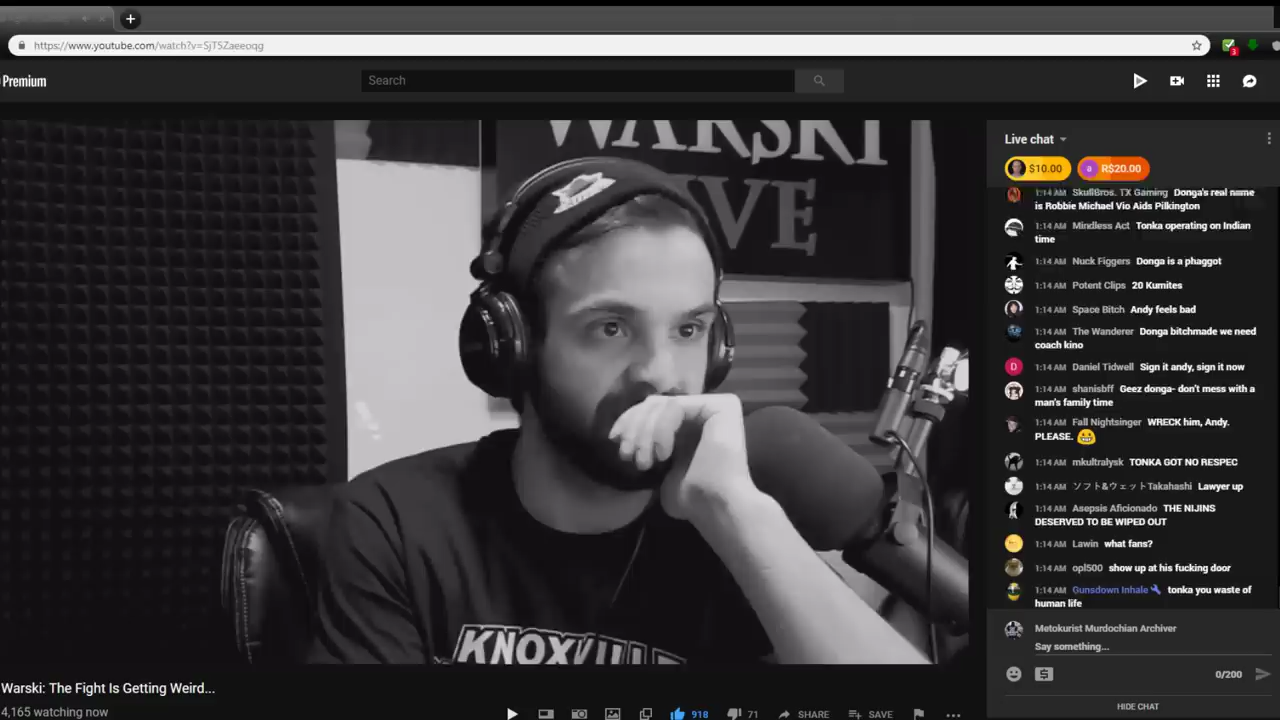 https://www.youtube.com/watch?v=SjTSZaeeoqg
Premium
Search
WARSKI
Live chat
$10.00
R$20.00
1:14 AM SkullBros. TX Gaming Donga's real name
is Robbie Michael Vio Aids Pilkington
1:14 AM Mindless Act Tonka operating on Indian
time
1:14 AM Nuck Figgers Donga is a phaggot
1:14 AM Potent Clips 20 Kumites
1:14 AM Space Bitch Andy feels bad
1:14 AM The Wanderer Donga bitchmade we need
coach kino
D
1:14 AM Daniel Tidwell Sign it andy, sign it now
1:14 AM shanisbff Geez donga- don't mess with a
man's family time
1:14 AM Fall Nightsinger WRECK him, Andy.
PLEASE.
1:14 AM mkultralysk TONKA GOT NO RESPEC
1:14 AM ソフト&ウェットTakahashi Lawyer up
1:14 AM Asepsis Aficionado THE NIJINS
DESERVED TO BE WIPED OUT
1:14 AM Lawin what fans?
1:14 AM opl500 show up at his fucking door
1:14 AM Gunsdown Inhale tonka you waste of
human life
Metokurist Murdochian Archiver
Say something...
0/200
HIDE CHAT
KNOXVILLE
Warski: The Fight Is Getting Weird...
4,165 watching now
918
71
SHARE
SAVE